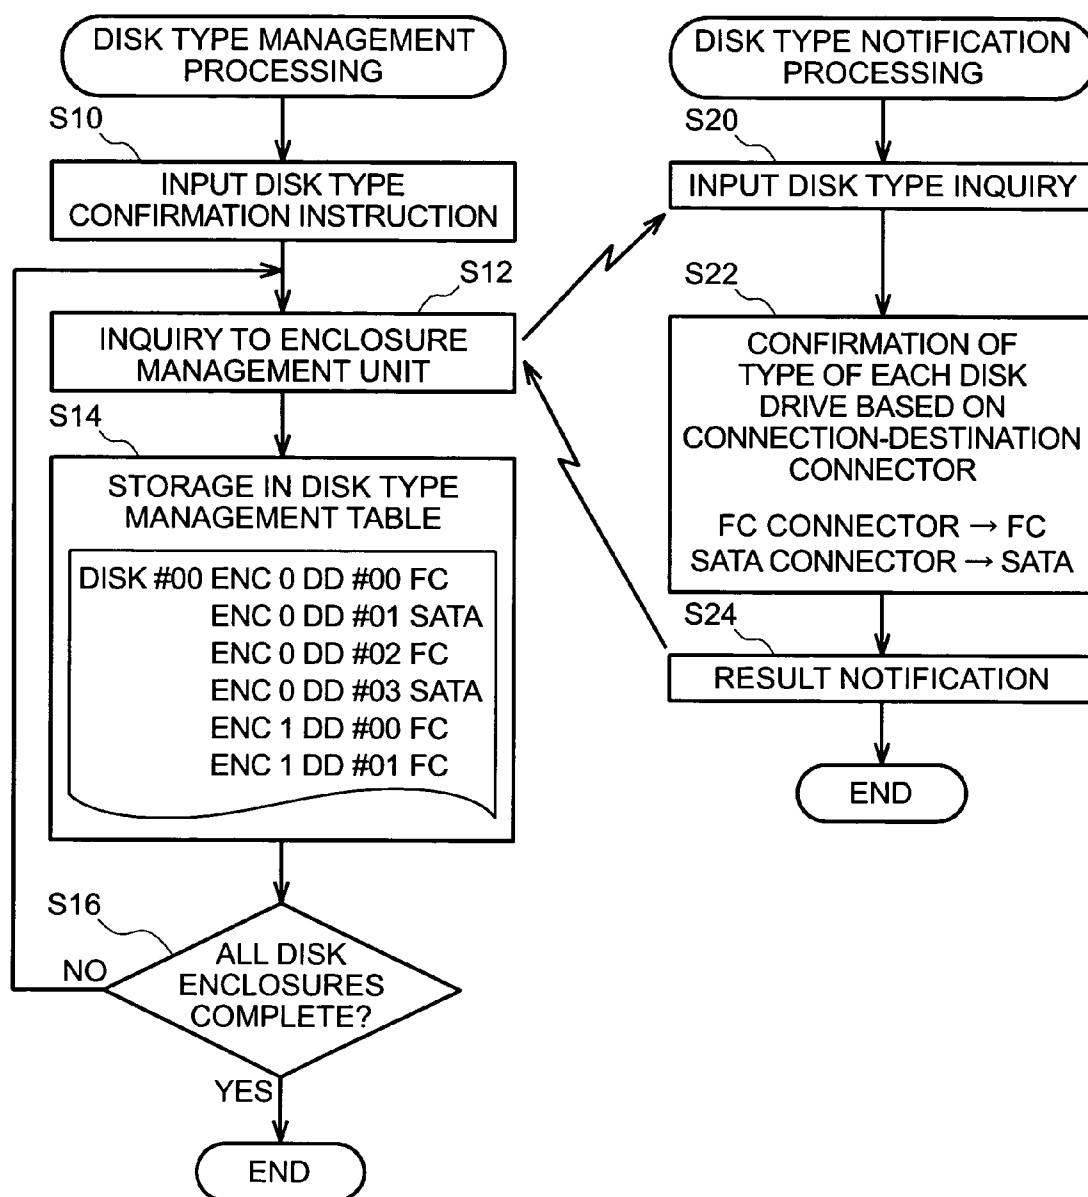 DISK TYPE MANAGEMENT
PROCESSING
S10
INPUT DISK TYPE
CONFIRMATION INSTRUCTION
S12
INQUIRY TO ENCLOSURE
MANAGEMENT UNIT
S14
STORAGE IN DISK TYPE
MANAGEMENT TABLE
DISK #00 ENC 0 DD #00 FC
ENC 0 DD #01 SATA
ENC 0 DD #02 FC
ENC 0 DD #03 SATA
ENC 1 DD #00 FC
ENC 1 DD #01 FC
S16
ALL DISK
ENCLOSURES
COMPLETE?
NO
YES
END
DISK TYPE NOTIFICATION
PROCESSING
S20
INPUT DISK TYPE INQUIRY
S22
CONFIRMATION OF
TYPE OF EACH DISK
DRIVE BASED ON
CONNECTION-DESTINATION
CONNECTOR
FC CONNECTOR → FC
SATA CONNECTOR → SATA
S24
RESULT NOTIFICATION
END